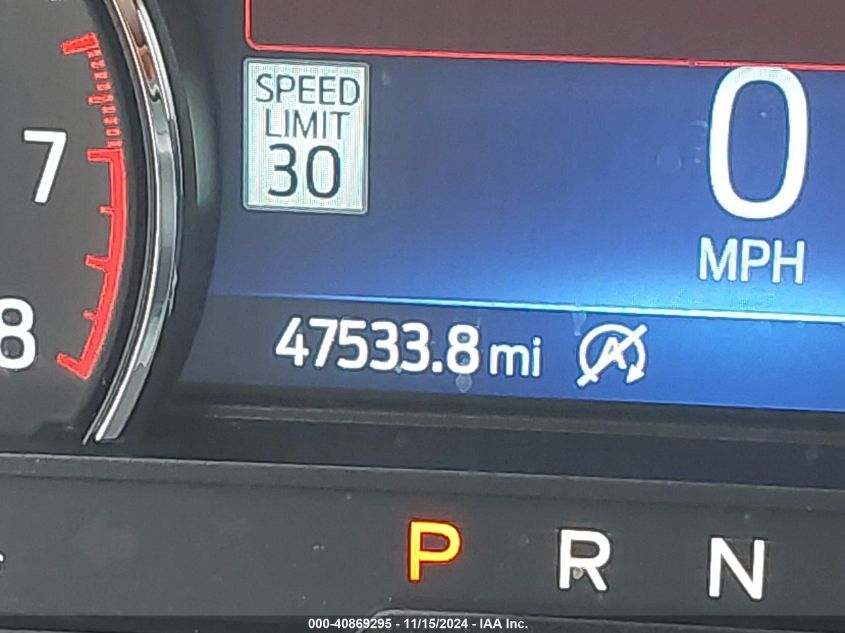 SPEED
LIMIT
30
0
MPH
7
8
47533.8 mi
A
P R N
000-40869295 - 11/15/2024 - IAA Inc.